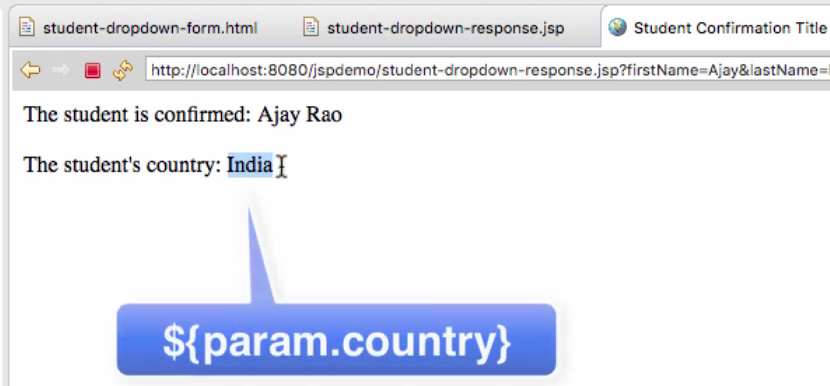 student-dropdown-form.html
student-dropdown-response.jsp
Student Confirmation Title
http://localhost:8080/jspdemo/student-dropdown-response.jsp?firstName=Ajay&lastName=
The student is confirmed: Ajay Rao
The student's country: India
${param.country}